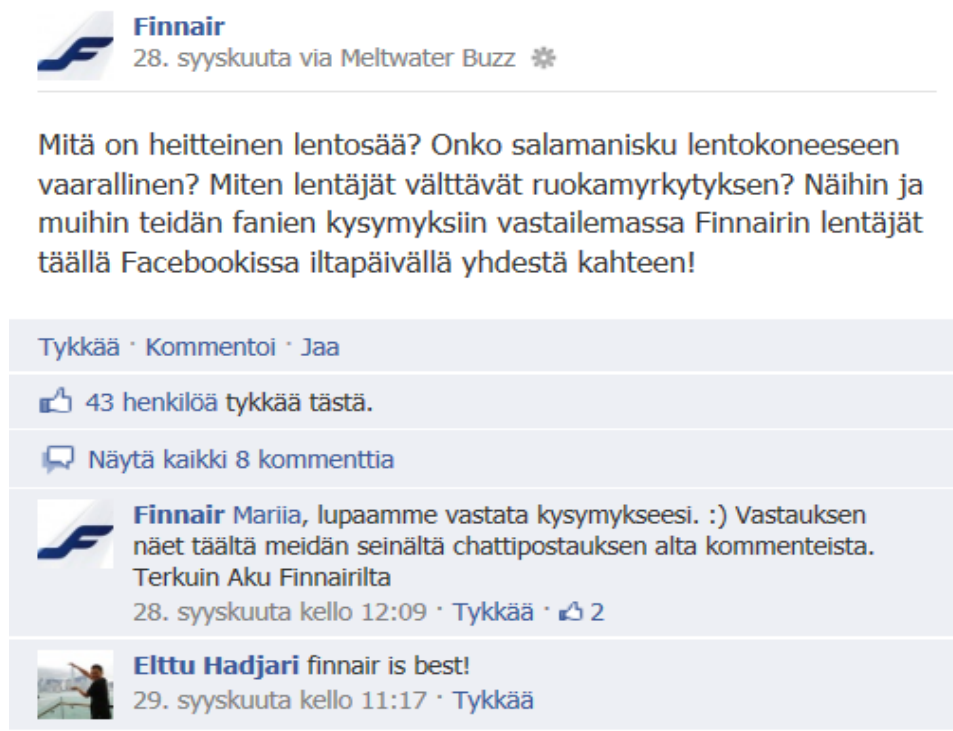 Finnair
28. syyskuuta via Meltwater Buzz
Mitä on heitteinen lentosää? Onko salamanisku lentokoneeseen
vaarallinen? Miten lentäjät välttävät ruokamyrkytyksen? Näihin ja
muihin teidän fanien kysymyksiin vastailemassa Finnairin lentäjät
täällä Facebookissa iltapäivällä yhdestä kahteen!
Tykkää · Kommentoi · Jaa
43 henkilöä tykkää tästä.
Näytä kaikki 8 kommenttia
Finnair Mariia, lupaamme vastata kysymykseesi. :) Vastauksen
näet täältä meidän seinältä chattipostauksen alta kommenteista.
Terkuin Aku Finnairilta
28. syyskuuta kello 12:09 · Tykkää · 2
Elttu Hadjari finnair is best!
29. syyskuuta kello 11:17 · Tykkää